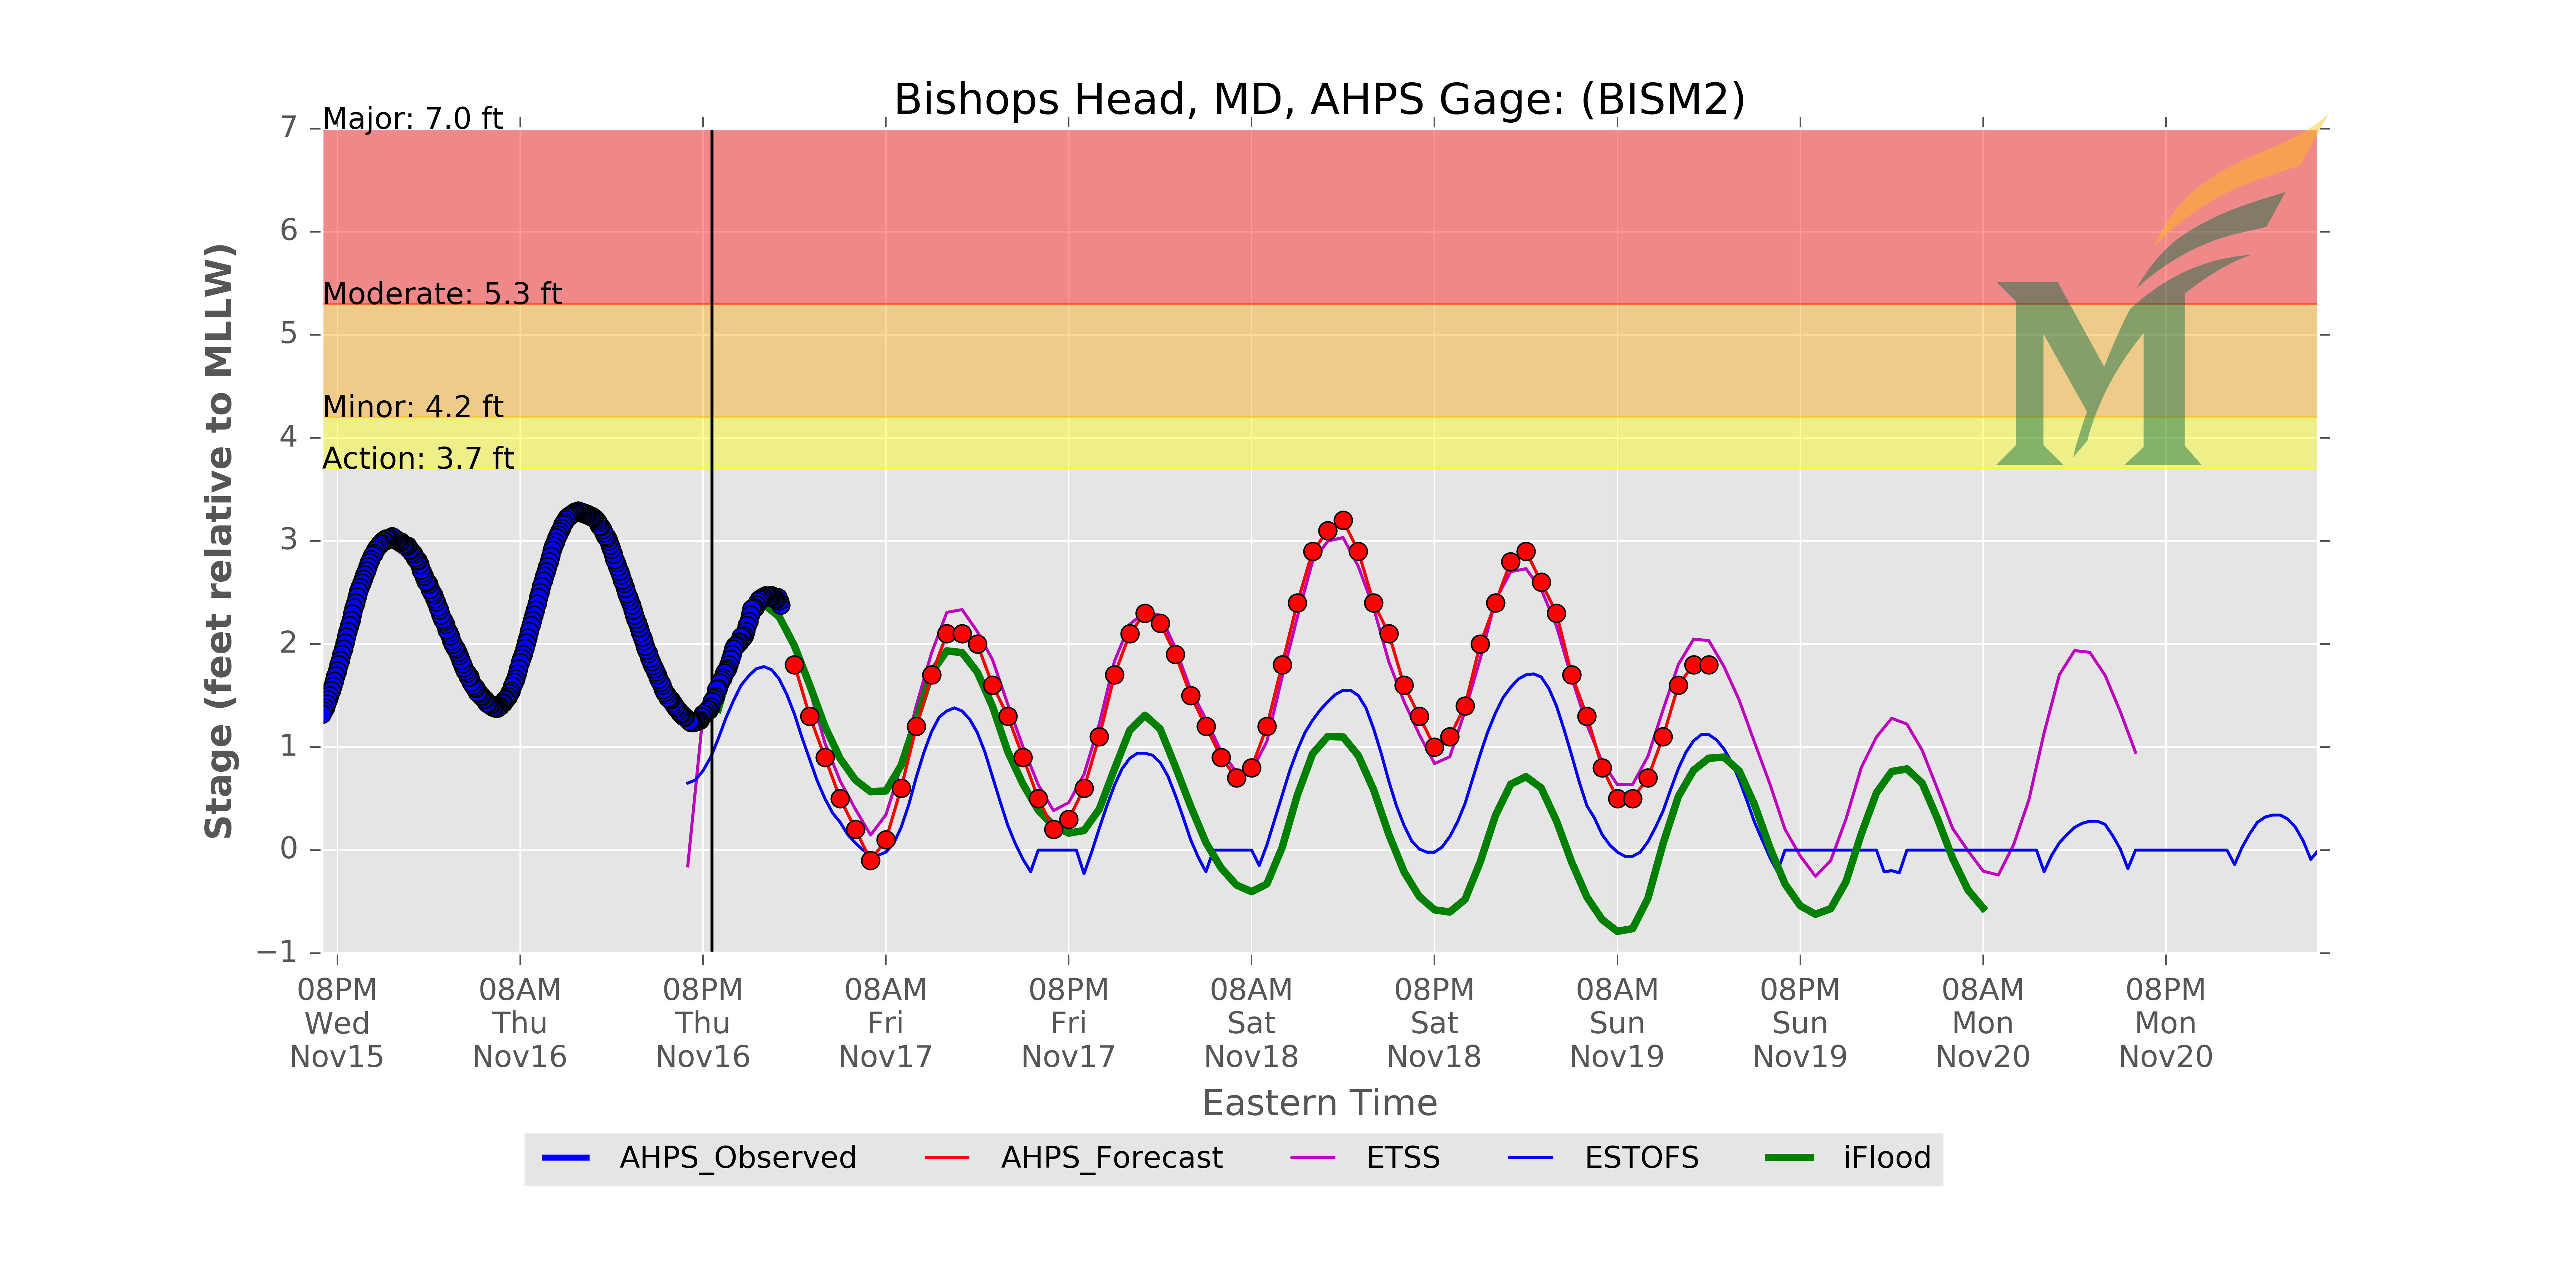 Bishops Head, MD, AHPS Gage: (BISM2)
Major: 7.0 ft
Moderate: 5.3 ft
Minor: 4.2 ft
Action: 3.7 ft
7
6
5
4
3
2
1
0
−1
Stage (feet relative to MLLW)
08PM 08AM 08PM 08AM 08PM 08AM 08PM 08AM 08PM 08AM 08PM
Wed Thu Thu Fri Fri Sat Sat Sun Sun Mon Mon
Nov15 Nov16 Nov16 Nov17 Nov17 Nov18 Nov18 Nov19 Nov19 Nov20 Nov20
Eastern Time
AHPS_Observed AHPS_Forecast ETSS ESTOFS iFlood